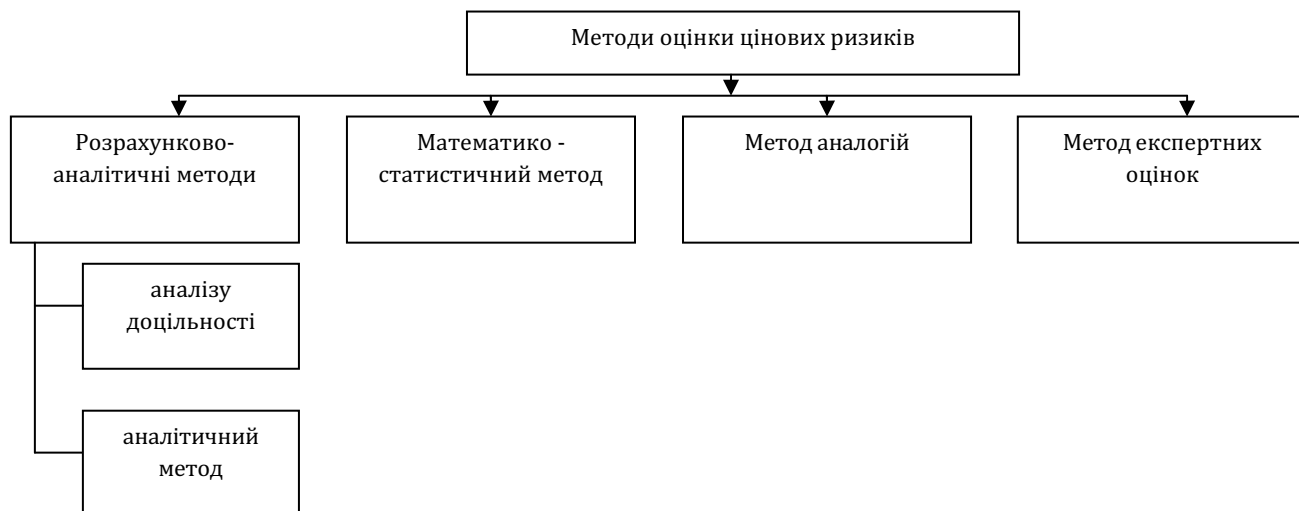 Методи оцінки цінових ризиків
Розрахунково-
аналітичні методи
Математико -
статистичний метод
Метод аналогій
Метод експертних
оцінок
аналізу
доцільності
аналітичний
метод